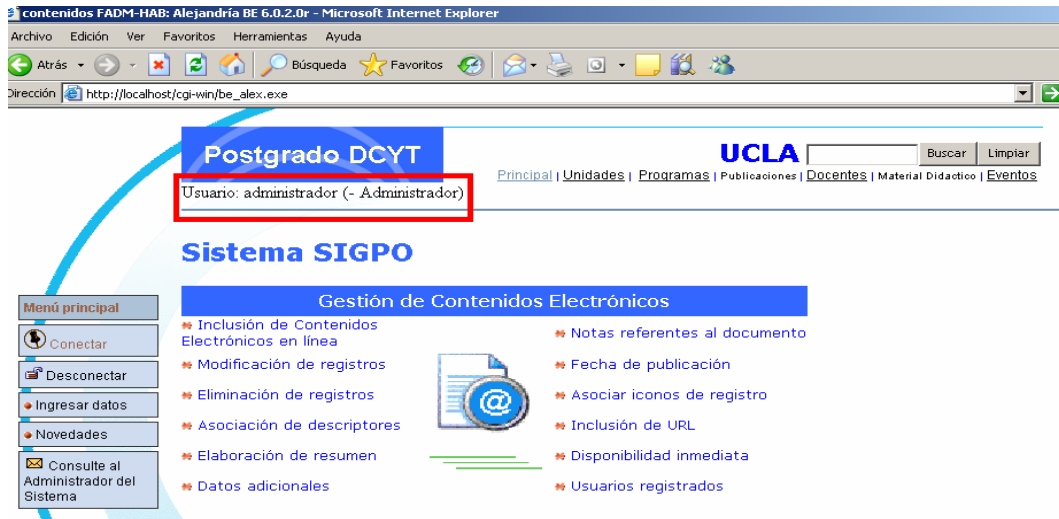 contenidos FADM-HAB: Alejandría BE 6.0.2.0r - Microsoft Internet Explorer
Archivo Edición Ver Favoritos Herramientas Ayuda
Atrás Búsqueda Favoritos
Dirección http://localhost/cgi-win/be_alex.exe
Postgrado DCYT
UCLA Buscar Limpiar
Principal | Unidades | Programas | Publicaciones | Docentes | Material Didactico | Eventos
Usuario: administrador (- Administrador)
Sistema SIGPO
Menú principal
Conectar
Desconectar
Ingresar datos
Novedades
Consulte al
Administrador del
Sistema
Gestión de Contenidos Electrónicos
Inclusión de Contenidos
Electrónicos en línea
Modificación de registros
Eliminación de registros
Asociación de descriptores
Elaboración de resumen
Datos adicionales
@
Notas referentes al documento
Fecha de publicación
Asociar iconos de registro
Inclusión de URL
Disponibilidad inmediata
Usuarios registrados